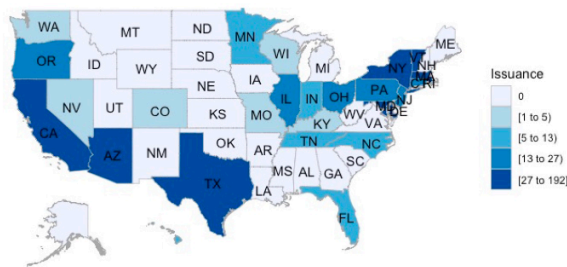 WA
MT
ND
MN
ME
VT
NH
OR
ID
SD
WI
MI
NY
MA
RI
WY
IA
PA
NJ
NE
OH
DE
NV
UT
CO
KS
MO
IL
IN
KY
WV
VA
CA
AZ
NM
OK
AR
TN
NC
SC
TX
LA
MS
AL
GA
FL
Issuance
0
[1 to 5)
[5 to 13)
[13 to 27)
[27 to 192]